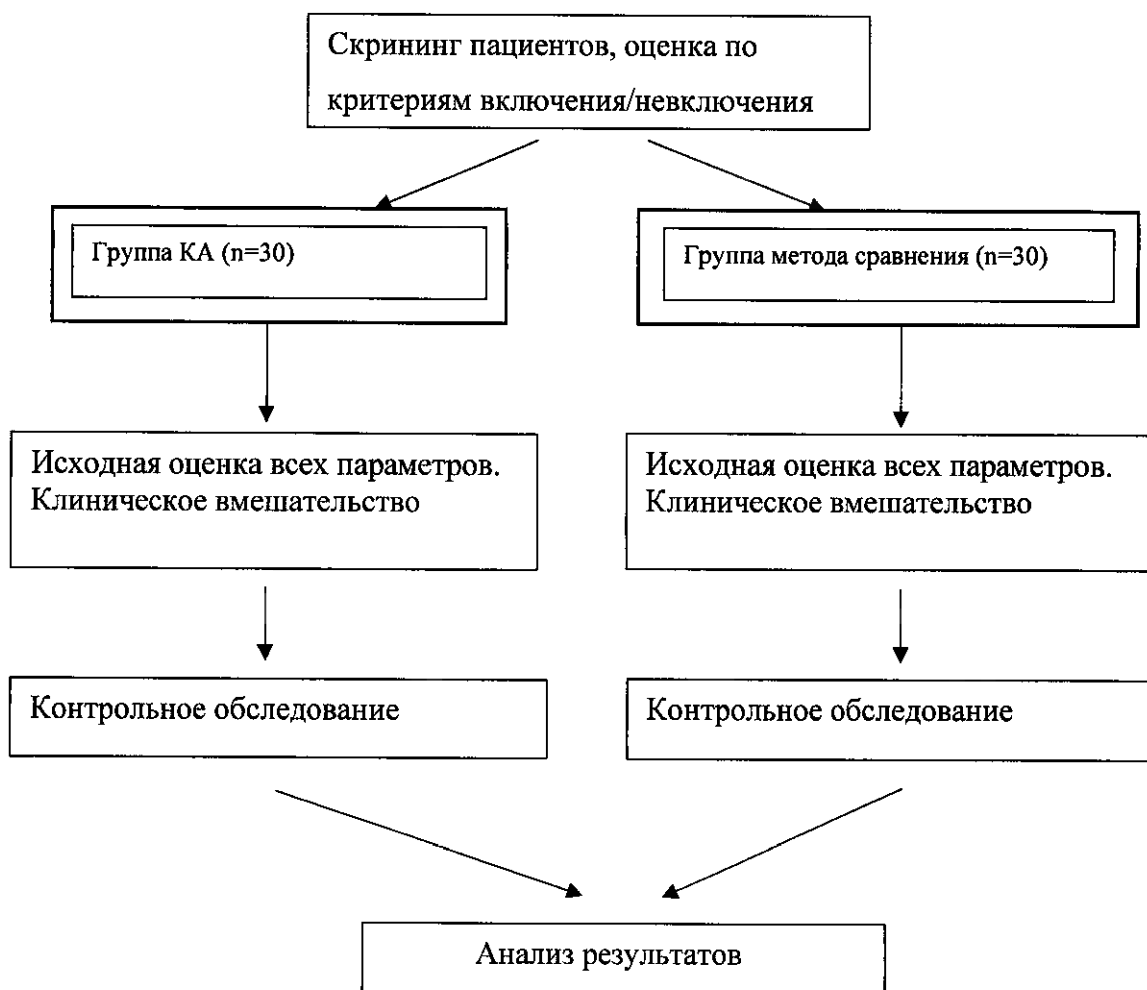 Скрининг пациентов, оценка по
критериям включения/невключения
Группа КА (n=30)
Группа метода сравнения (n=30)
Исходная оценка всех параметров.
Клиническое вмешательство
Исходная оценка всех параметров.
Клиническое вмешательство
Контрольное обследование
Контрольное обследование
Анализ результатов